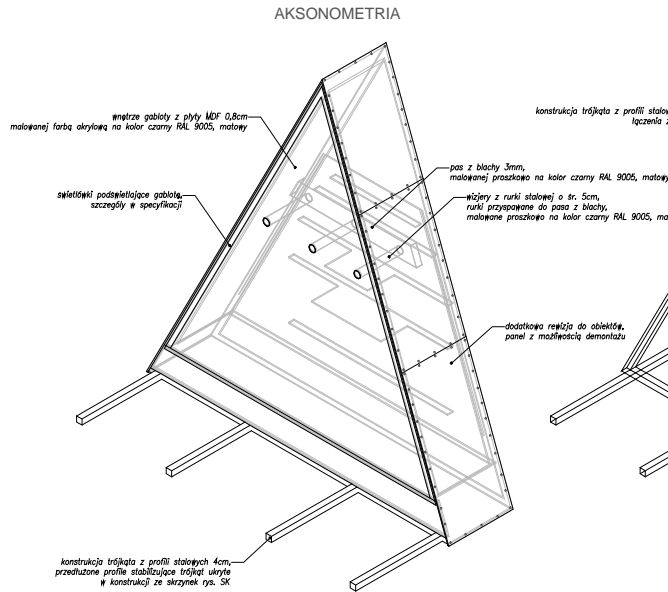 AKSONOMETRIA
wnętrze gabloty z płyty MDF 0,8cm
malowanej farbą akrylową na kolor czarny RAL 9005, matowy
świetlówki podświetlające gablotę,
szczegóły w specyfikacji
konstrukcja trójkąta z profili stalow
łączenia z
pas z blachy 3mm,
malowanej proszkowo na kolor czarny RAL 9005, matowy
wizjery z rurki stalowej o śr. 5cm,
rurki przyspawane do pasa z blachy,
malowane proszkowo na kolor czarny RAL 9005, ma
dodatkowa rewizja do obiektów,
panel z możliwością demontażu
konstrukcja trójkąta z profili stalowych 4cm,
przedłużone profile stabilizujące trójkąt ukryte
w konstrukcji ze skrzynek rys. SK